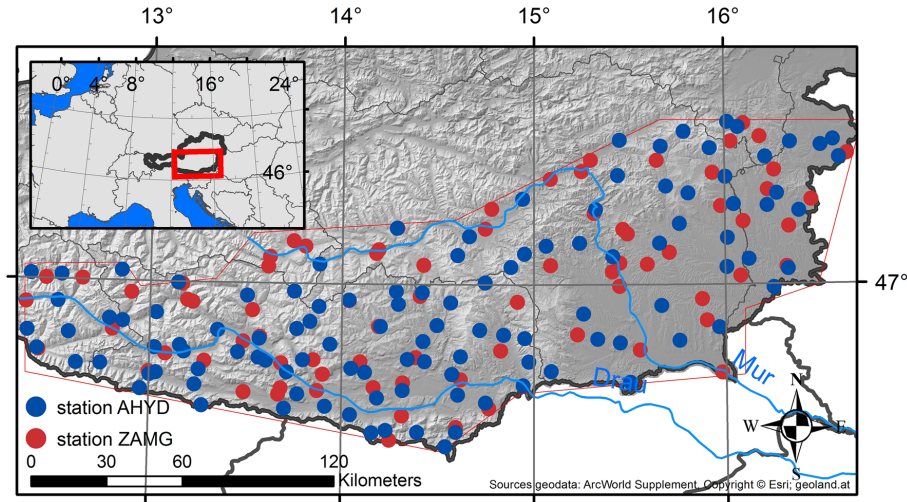 13° 14° 15° 16°
0° 4° 8° 16° 24°
46°
47°
Mur
Drau
N
W E
S
station AHYD
station ZAMG
0 30 60 120
Kilometers
Sources geodata: ArcWorld Supplement, Copyright © Esri; geoland.at